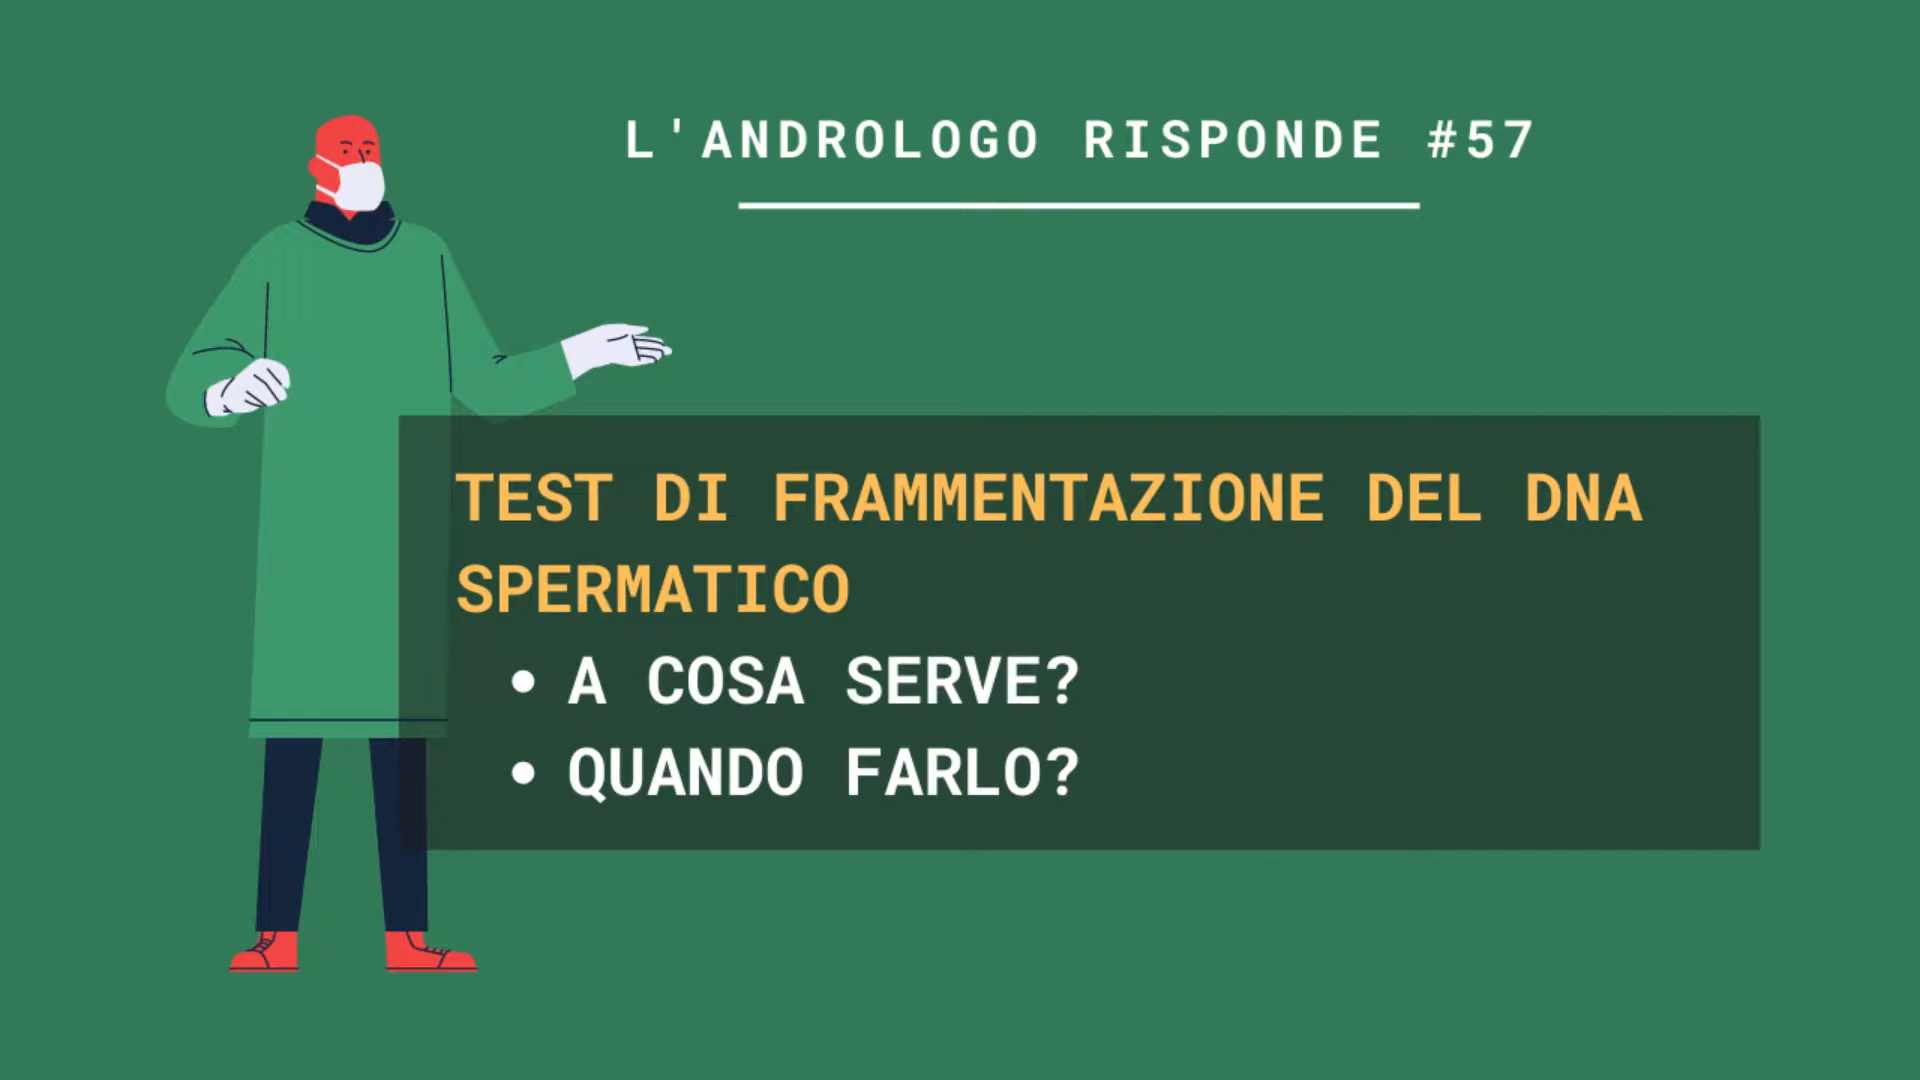 L'ANDROLOGO RISPONDE #57
TEST DI FRAMMENTAZIONE DEL DNA
SPERMATICO
• A COSA SERVE?
• QUANDO FARLO?